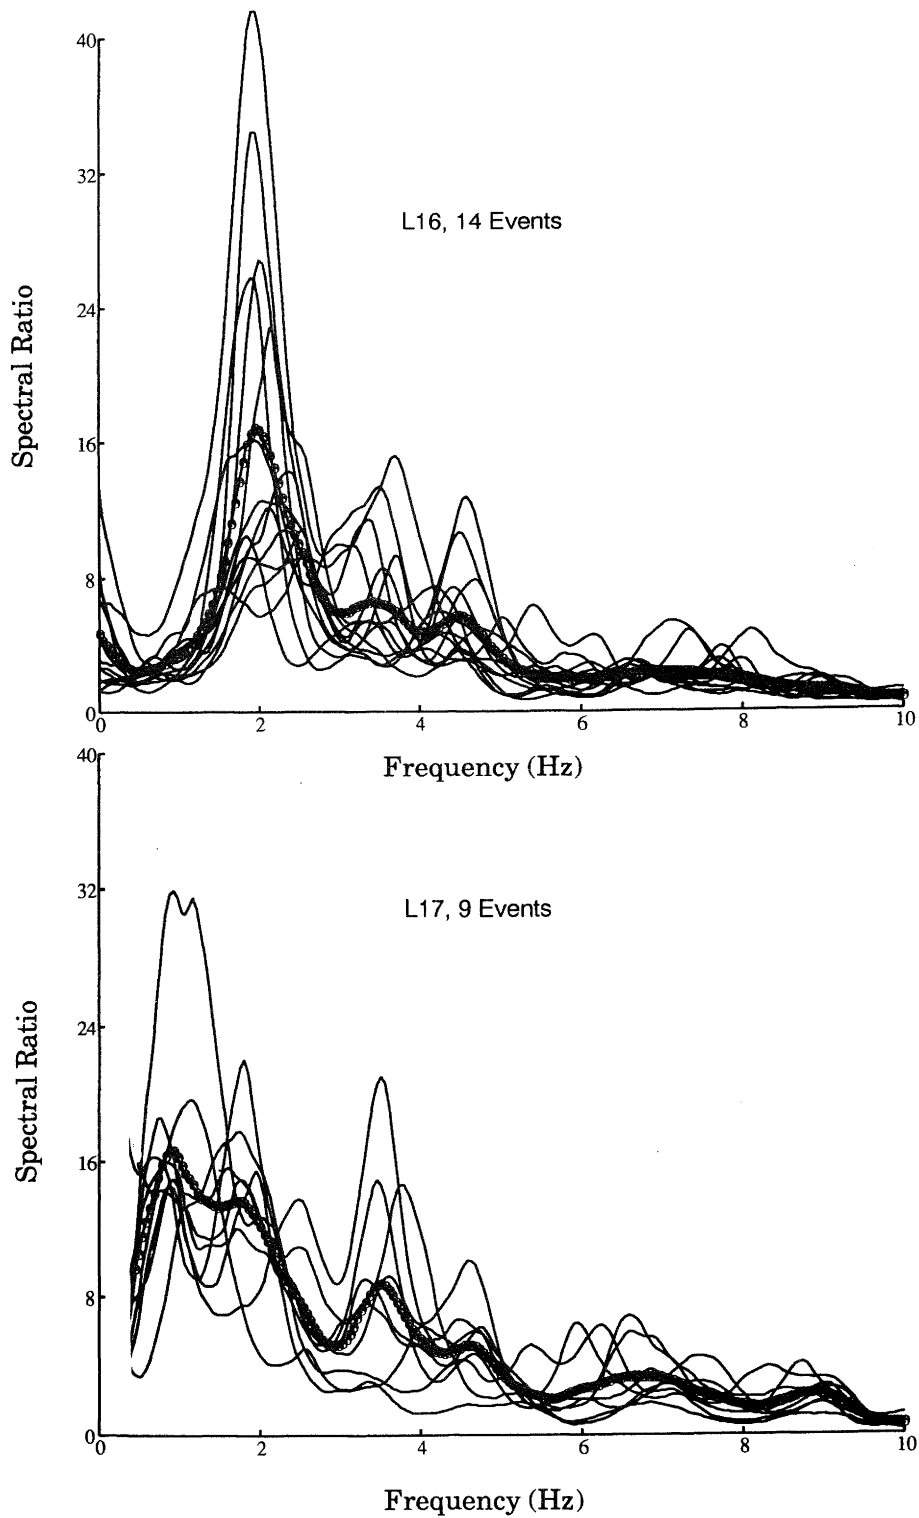 40
32
L16, 14 Events
24
Spectral Ratio
16
8
0
0 2 4 6 8 10
Frequency (Hz)
40
32
L17, 9 Events
24
Spectral Ratio
16
8
0
0 2 4 6 8 10
Frequency (Hz)